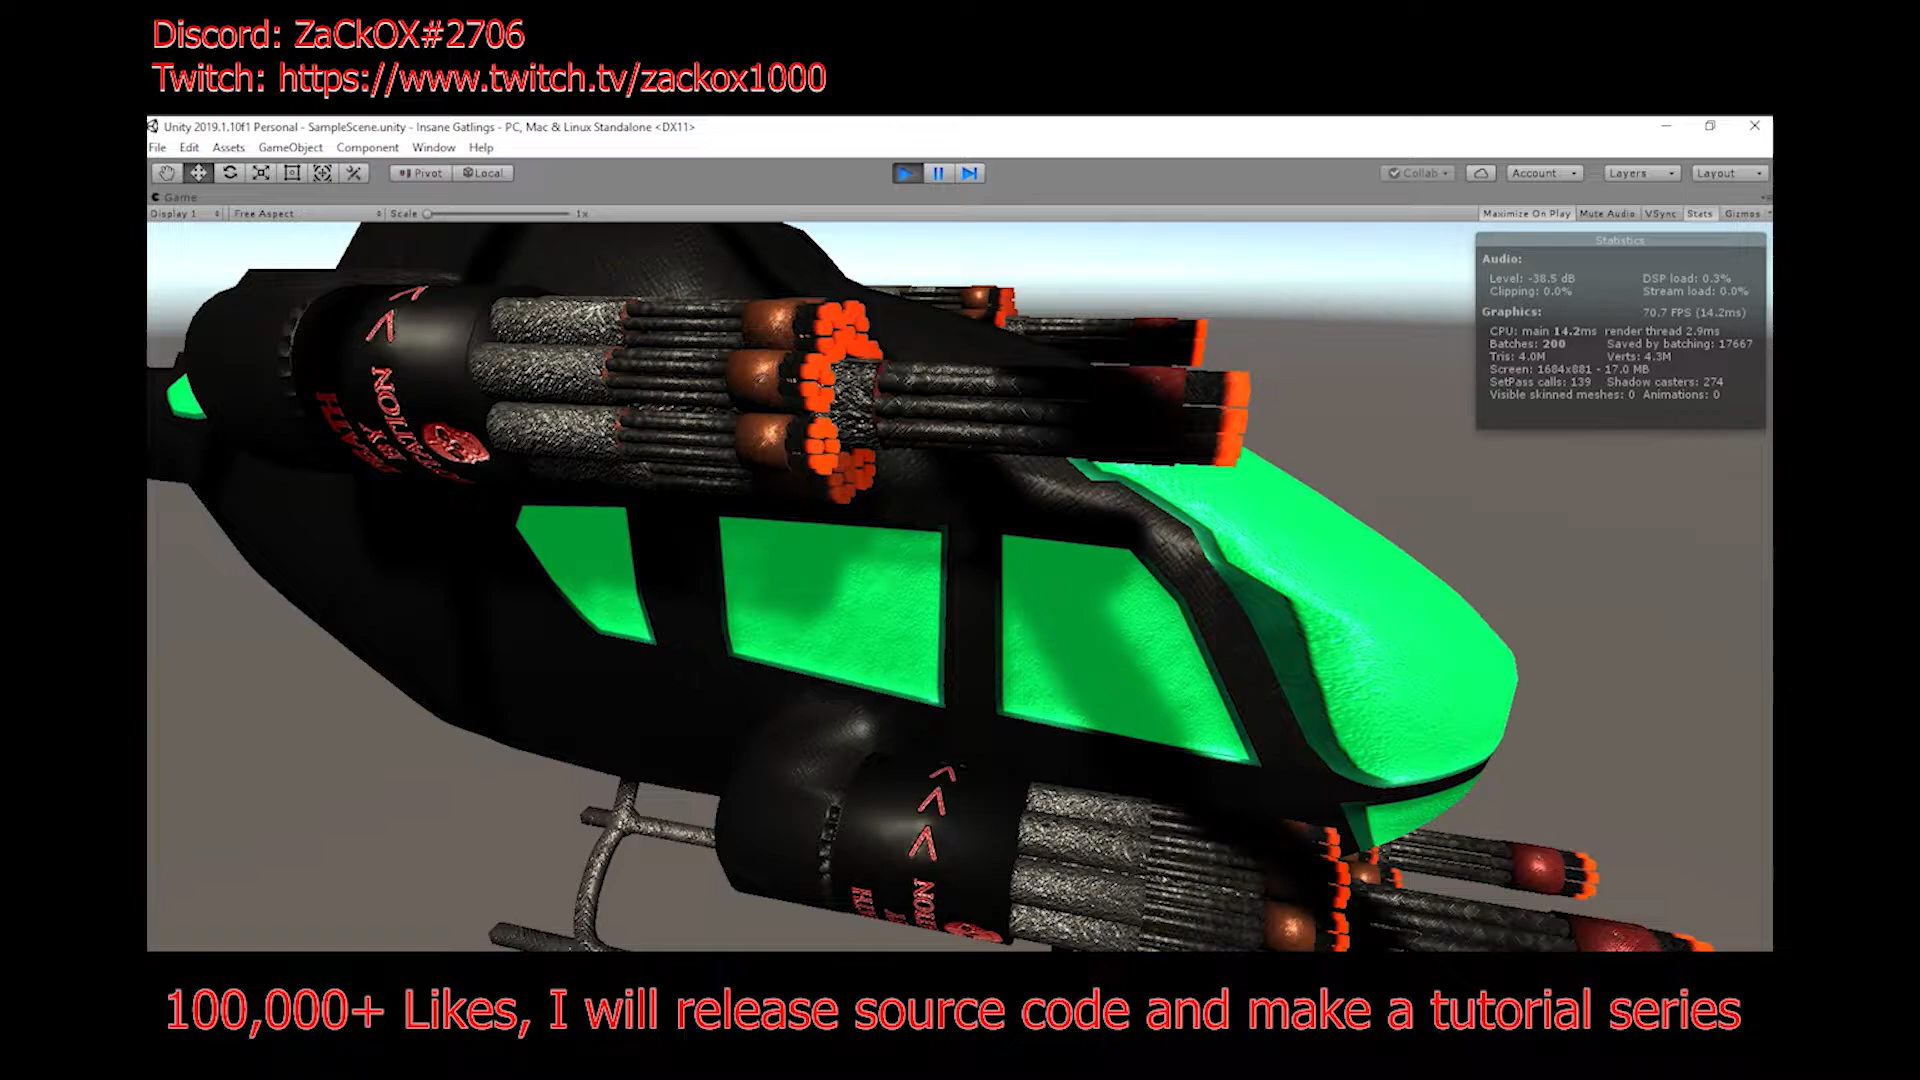 Discord: ZaCkOX#2706
Twitch: https://www.twitch.tv/zackox1000
Unity 2019.1.10f1 Personal - SampleScene.unity - Insane Gatlings - PC, Mac & Linux Standalone <DX11>
File Edit Assets GameObject Component Window Help
Pivot Local Collab Account Layers Layout
Game
Display 1 Free Aspect Scale 1x Maximize On Play Mute Audio VSync Stats Gizmos
Statistics
Audio:
Level: -38.5 dB DSP load: 0.3%
Clipping: 0.0% Stream load: 0.0%
Graphics: 70.7 FPS (14.2ms)
CPU: main 14.2ms render thread 2.9ms
Batches: 200 Saved by batching: 17667
Tris: 4.0M Verts: 4.3M
Screen: 1684x881 - 17.0 MB
SetPass calls: 139 Shadow casters: 274
Visible skinned meshes: 0 Animations: 0
BY
100,000+ Likes, I will release source code and make a tutorial series